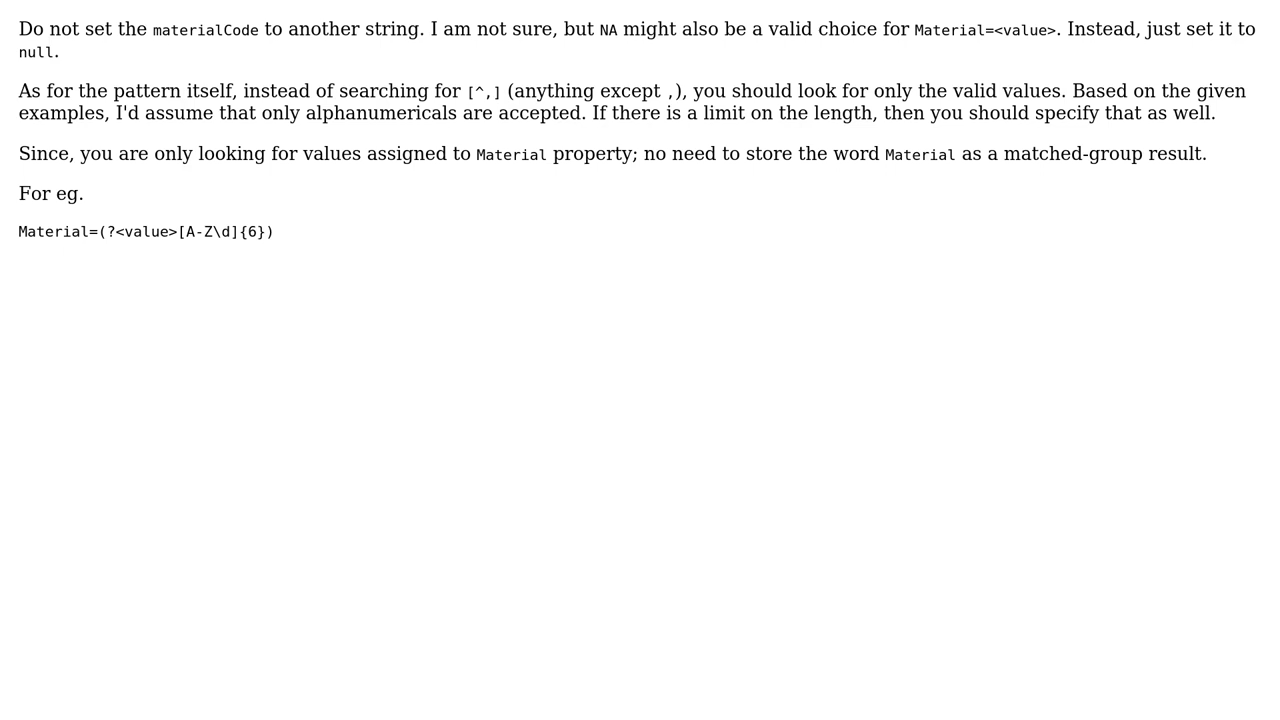 Do not set the materialCode to another string. I am not sure, but NA might also be a valid choice for Material=<value>. Instead, just set it to
null.
As for the pattern itself, instead of searching for [^,] (anything except ,), you should look for only the valid values. Based on the given
examples, I'd assume that only alphanumericals are accepted. If there is a limit on the length, then you should specify that as well.
Since, you are only looking for values assigned to Material property; no need to store the word Material as a matched-group result.
For eg.
Material=(?<value>[A-Z\d]{6})